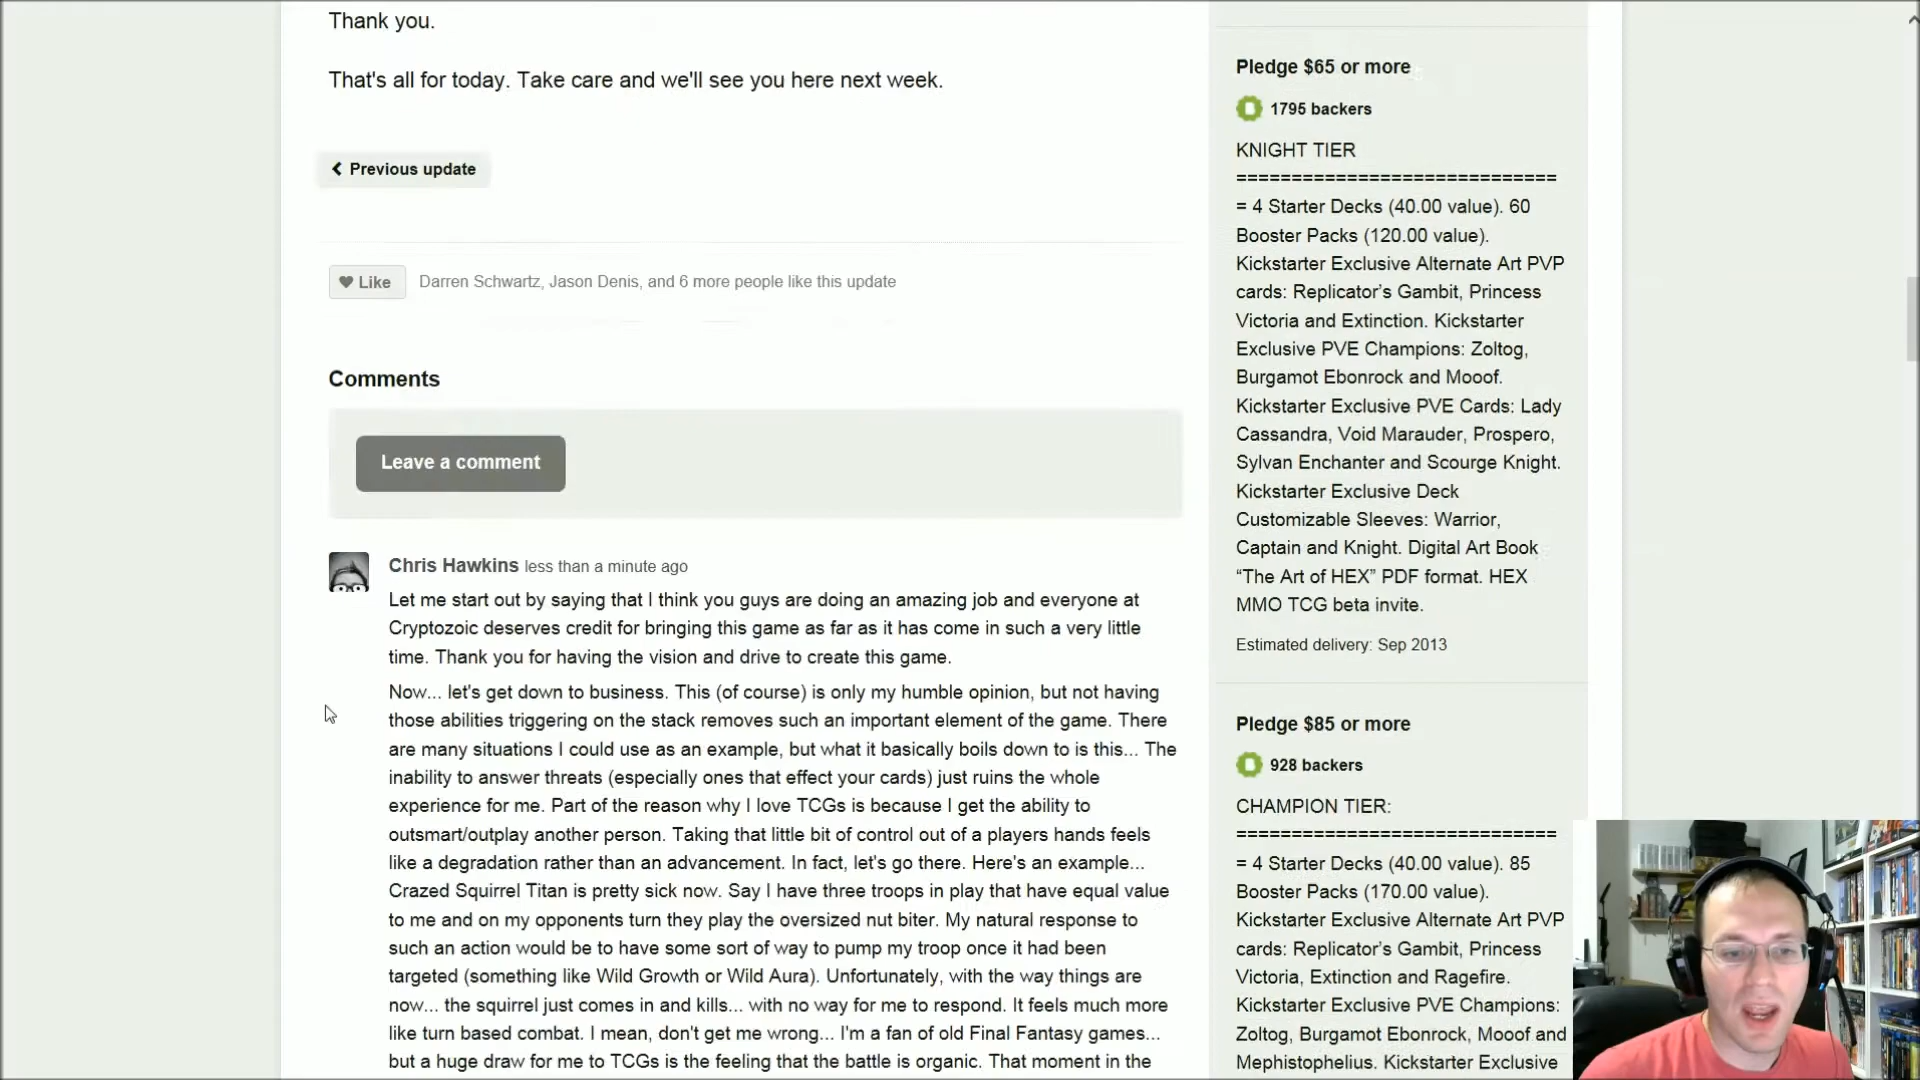 Thank you.
That's all for today. Take care and we'll see you here next week.
Previous update
Like
Darren Schwartz, Jason Denis, and 6 more people like this update
Comments
Leave a comment
Chris Hawkins less than a minute ago
Let me start out by saying that I think you guys are doing an amazing job and everyone at
Cryptozoic deserves credit for bringing this game as far as it has come in such a very little
time. Thank you for having the vision and drive to create this game.
Now... let's get down to business. This (of course) is only my humble opinion, but not having
those abilities triggering on the stack removes such an important element of the game. There
are many situations I could use as an example, but what it basically boils down to is this... The
inability to answer threats (especially ones that effect your cards) just ruins the whole
experience for me. Part of the reason why I love TCGs is because I get the ability to
outsmart/outplay another person. Taking that little bit of control out of a players hands feels
like a degradation rather than an advancement. In fact, let's go there. Here's an example...
Crazed Squirrel Titan is pretty sick now. Say I have three troops in play that have equal value
to me and on my opponents turn they play the oversized nut biter. My natural response to
such an action would be to have some sort of way to pump my troop once it had been
targeted (something like Wild Growth or Wild Aura). Unfortunately, with the way things are
now... the squirrel just comes in and kills... with no way for me to respond. It feels much more
like turn based combat. I mean, don't get me wrong... I'm a fan of old Final Fantasy games...
but a huge draw for me to TCGs is the feeling that the battle is organic. That moment in the
Pledge $65 or more
1795 backers
KNIGHT TIER
=============================
= 4 Starter Decks (40.00 value). 60
Booster Packs (120.00 value).
Kickstarter Exclusive Alternate Art PVP
cards: Replicator’s Gambit, Princess
Victoria and Extinction. Kickstarter
Exclusive PVE Champions: Zoltog,
Burgamot Ebonrock and Mooof.
Kickstarter Exclusive PVE Cards: Lady
Cassandra, Void Marauder, Prospero,
Sylvan Enchanter and Scourge Knight.
Kickstarter Exclusive Deck
Customizable Sleeves: Warrior,
Captain and Knight. Digital Art Book
“The Art of HEX” PDF format. HEX
MMO TCG beta invite.
Estimated delivery: Sep 2013
Pledge $85 or more
928 backers
CHAMPION TIER:
=============================
= 4 Starter Decks (40.00 value). 85
Booster Packs (170.00 value).
Kickstarter Exclusive Alternate Art PVP
cards: Replicator’s Gambit, Princess
Victoria, Extinction and Ragefire.
Kickstarter Exclusive PVE Champions:
Zoltog, Burgamot Ebonrock, Mooof and
Mephistophelius. Kickstarter Exclusive